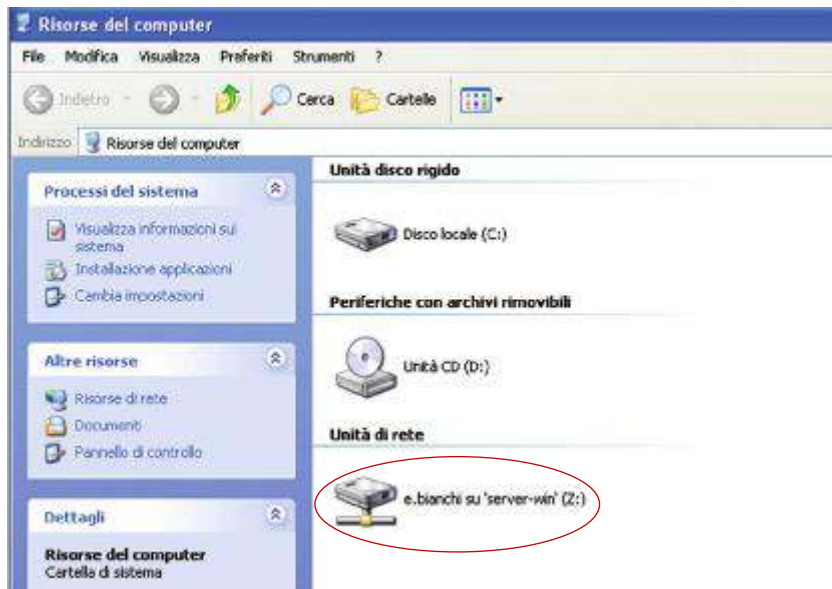 Risorse del computer
File Modifica Visualizza Preferiti Strumenti ?
Indietro Cerca Cartelle
Indirizzo Risorse del computer
Processi del sistema
Visualizza informazioni sul
sistema
Installazione applicazioni
Cambia impostazioni
Altre risorse
Risorse di rete
Documenti
Pannello di controllo
Dettagli
Risorse del computer
Cartella di sistema
Unità disco rigido
Disco locale (C:)
Periferiche con archivi rimovibili
Unità CD (D:)
Unità di rete
e.bianchi su 'server-win' (Z:)